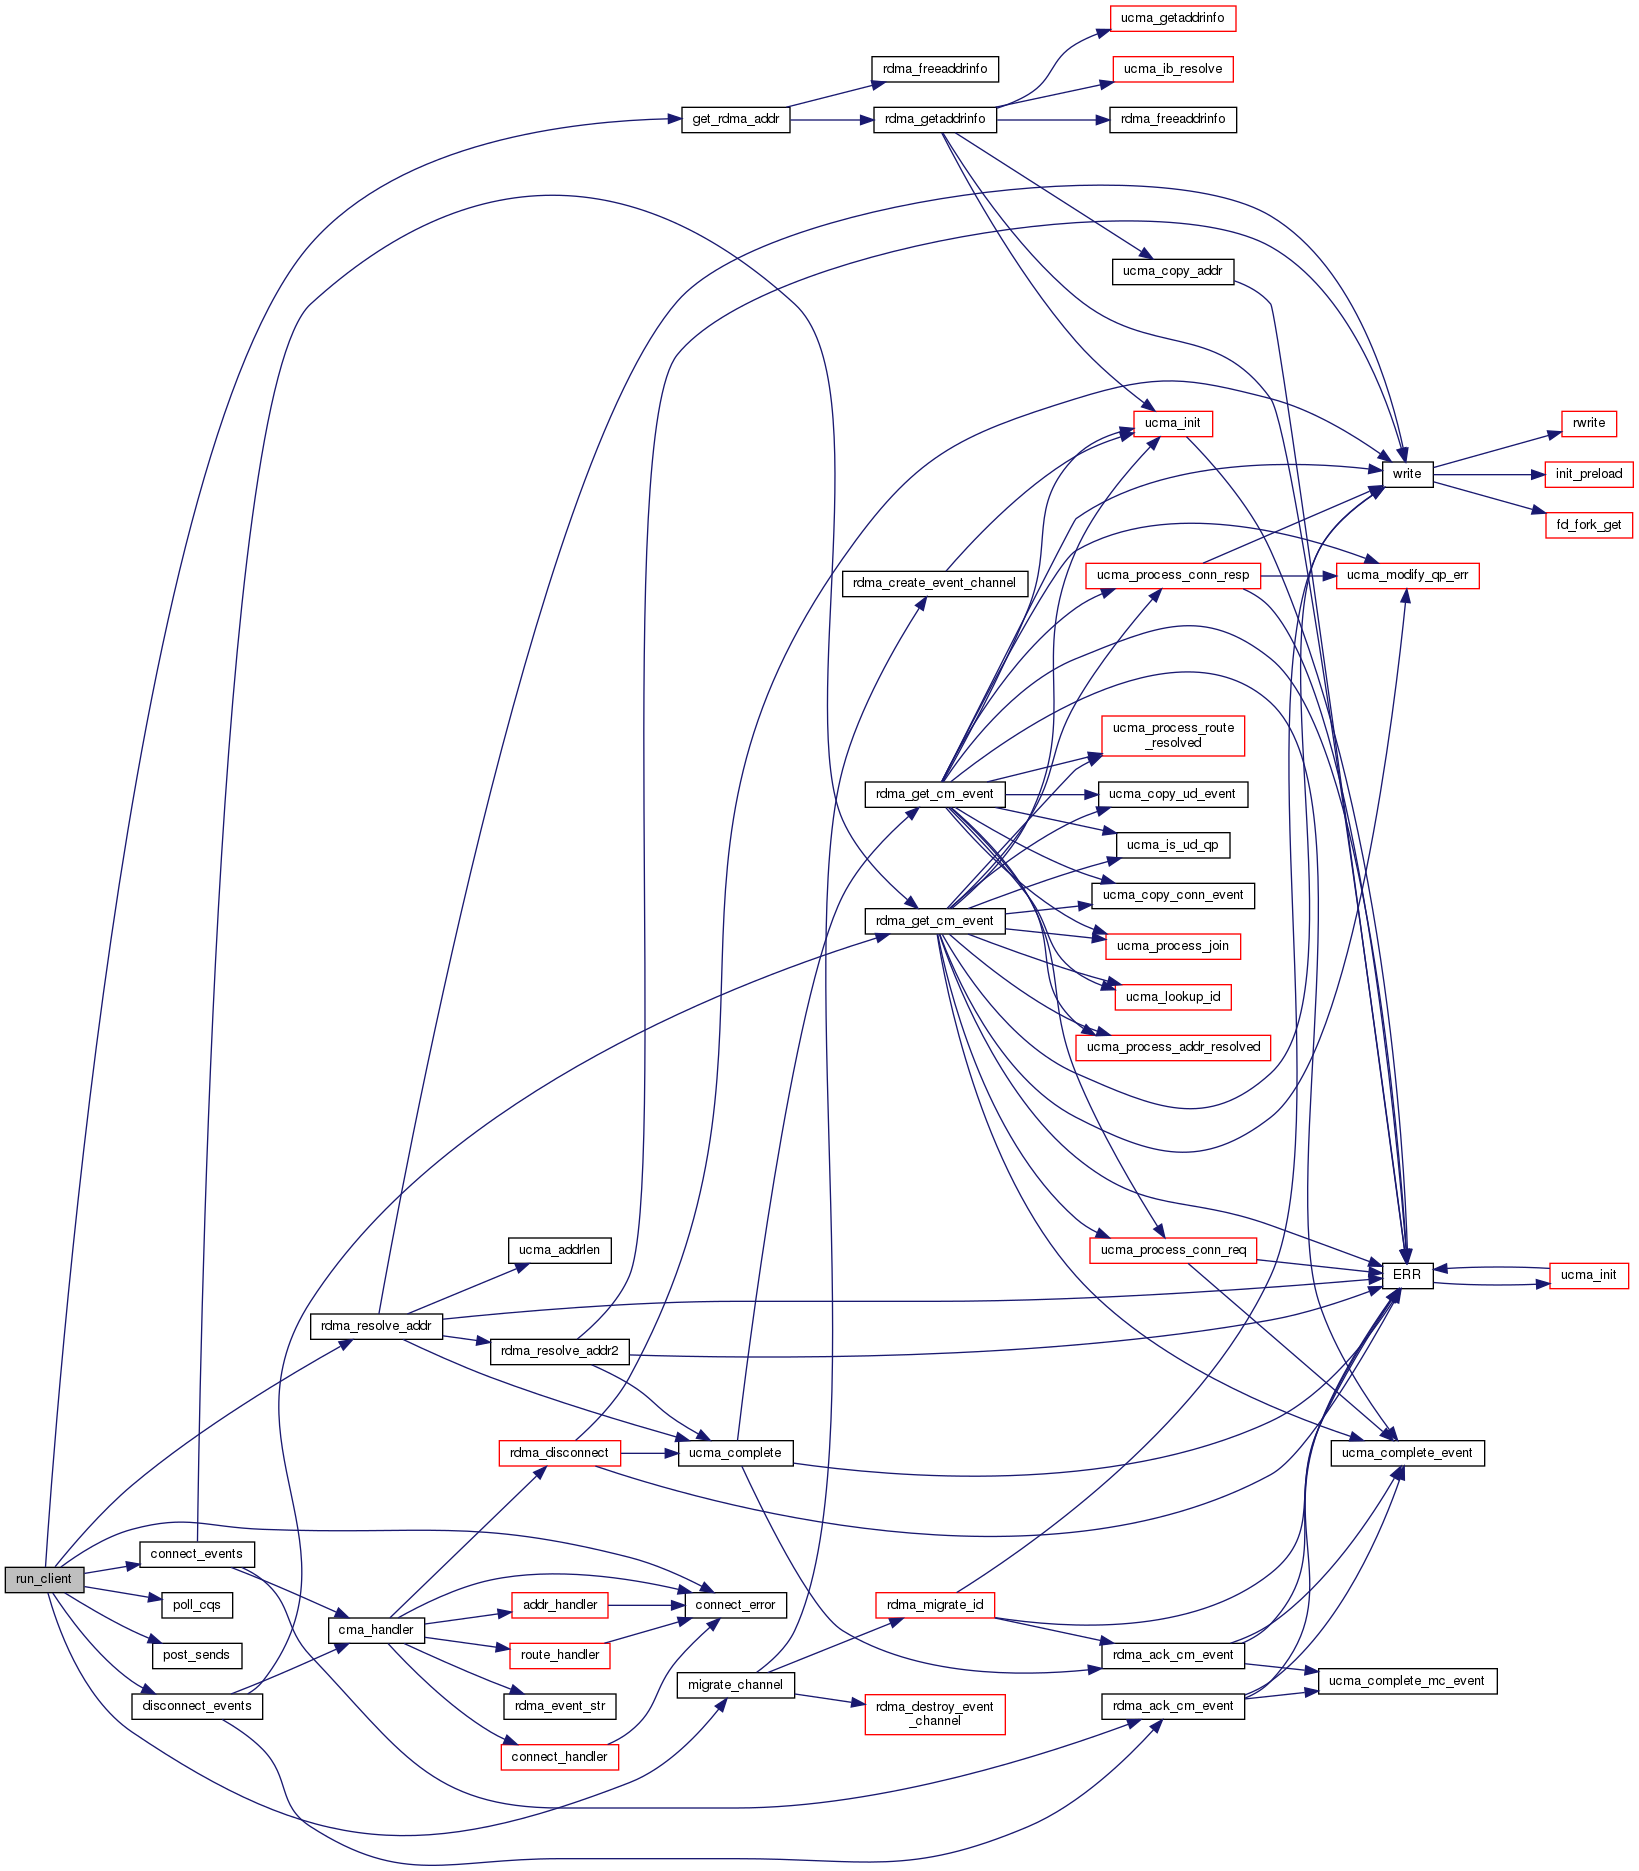 ucma_getaddrinfo
rdma_freeaddrinfo
ucma_ib_resolve
get_rdma_addr
rdma_getaddrinfo
rdma_freeaddrinfo
ucma_copy_addr
ucma_init
rwrite
write
init_preload
fd_fork_get
rdma_create_event_channel
ucma_process_conn_resp
ucma_modify_qp_err
ucma_process_route
_resolved
rdma_get_cm_event
ucma_copy_ud_event
ucma_is_ud_qp
ucma_copy_conn_event
rdma_get_cm_event
ucma_process_join
ucma_lookup_id
ucma_process_addr_resolved
ucma_addrlen
ucma_process_conn_req
ERR
ucma_init
rdma_resolve_addr
rdma_resolve_addr2
rdma_disconnect
ucma_complete
ucma_complete_event
connect_events
run_client
poll_cqs
addr_handler
connect_error
rdma_migrate_id
cma_handler
post_sends
route_handler
rdma_ack_cm_event
migrate_channel
ucma_complete_mc_event
disconnect_events
rdma_event_str
rdma_destroy_event
_channel
rdma_ack_cm_event
connect_handler